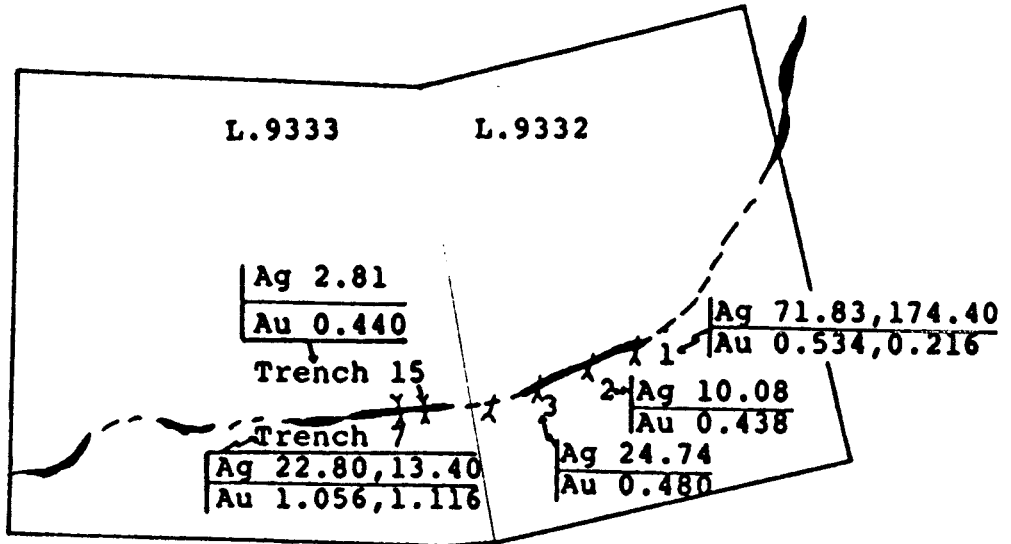 L.9333 L.9332
Ag 2.81
Au 0.440
Trench 15
Ag 71.83,174.40
Au 0.534,0.216
1
2
Ag 10.08
Au 0.438
3
Trench 7
Ag 22.80,13.40
Au 1.056,1.116
Ag 24.74
Au 0.480